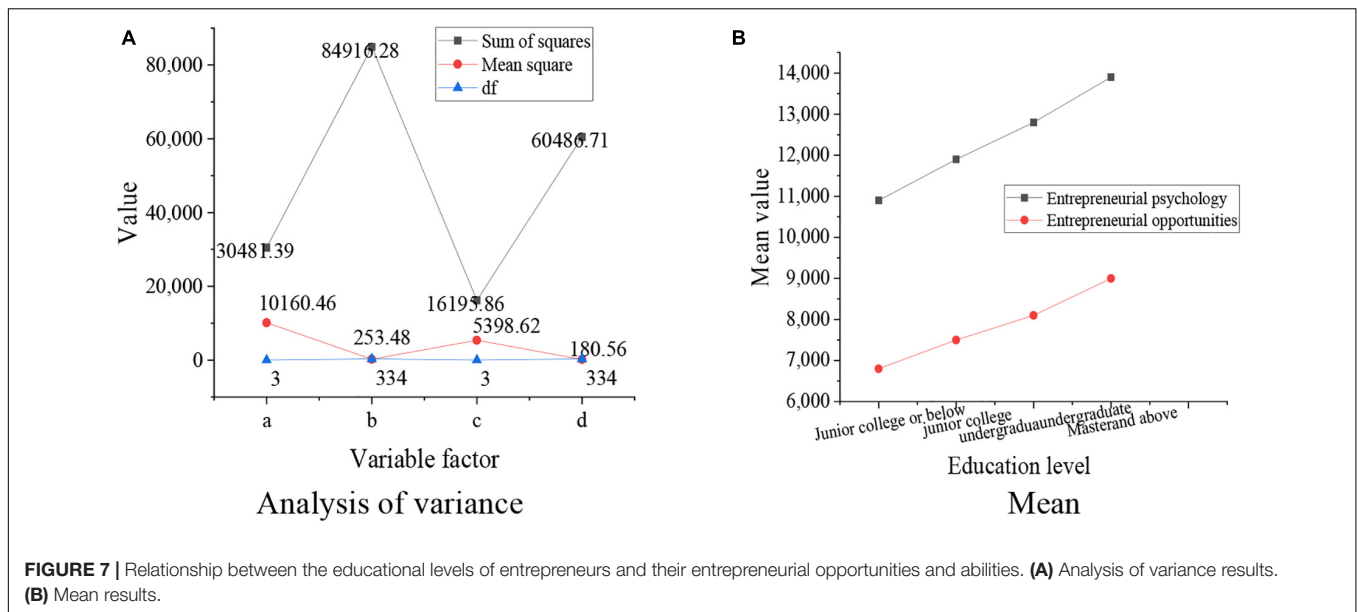 A
80,000
60,000
40,000
20,000
0
Value
Sum of squares
Mean square
df
84916.28
60486.71
30481.39
10160.46
16195.86
5398.62
253.48
180.56
3
334
3
334
a b c d
Variable factor
Analysis of variance
B
14,000
13,000
12,000
11,000
10,000
9,000
8,000
7,000
6,000
Mean value
Entrepreneurial psychology
Entrepreneurial opportunities
Junior college or below
junior college
undergraduaundergraduate
Masterand above
Education level
Mean
FIGURE 7 | Relationship between the educational levels of entrepreneurs and their entrepreneurial opportunities and abilities. (A) Analysis of variance results.
(B) Mean results.